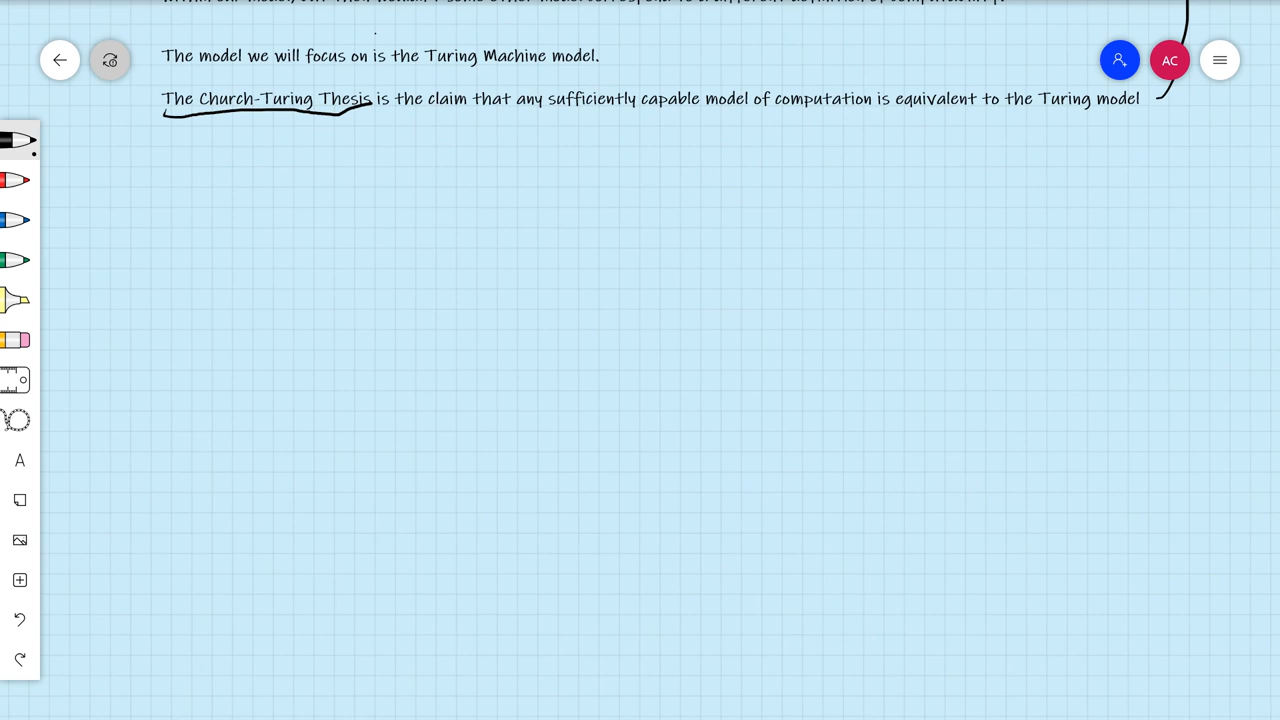 The model we will focus on is the Turing Machine model.
The Church-Turing Thesis is the claim that any sufficiently capable model of computation is equivalent to the Turing model
AC
A